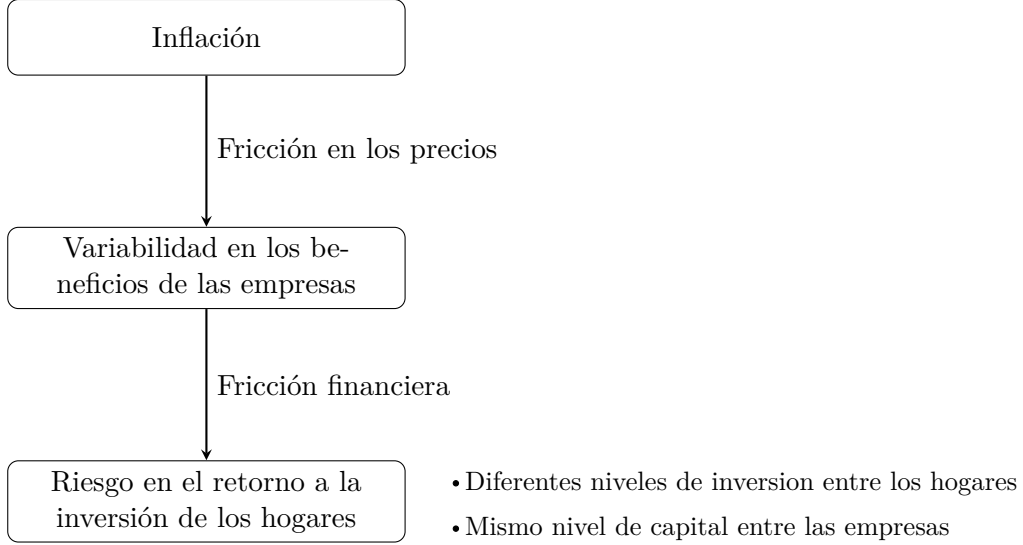 Inflación
Fricción en los precios
Variabilidad en los be-
neficios de las empresas
Fricción financiera
Riesgo en el retorno a la
inversión de los hogares
• Diferentes niveles de inversion entre los hogares
• Mismo nivel de capital entre las empresas